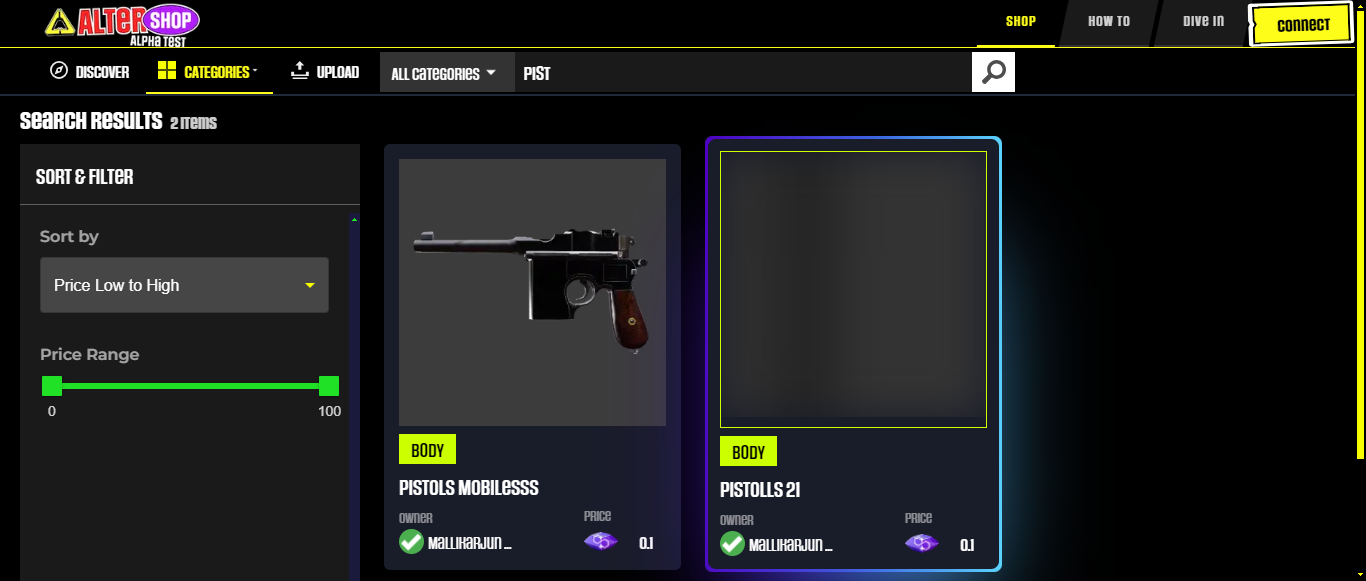 ALTER SHOP
ALPHA TEST
SHOP
HOW TO
DIVE IN
CONNECT
DISCOVER
CATEGORIES
UPLOAD
ALL CATEGORIES
PIST
SEARCH RESULTS 2 ITEMS
SORT & FILTER
Sort by
Price Low to High
Price Range
0
100
BODY
PISTOLS MOBILESSS
OWNER
PRICE
MALLIKARJUN ...
0.1
BODY
PISTOLLS 21
OWNER
PRICE
MALLIKARJUN ...
0.1